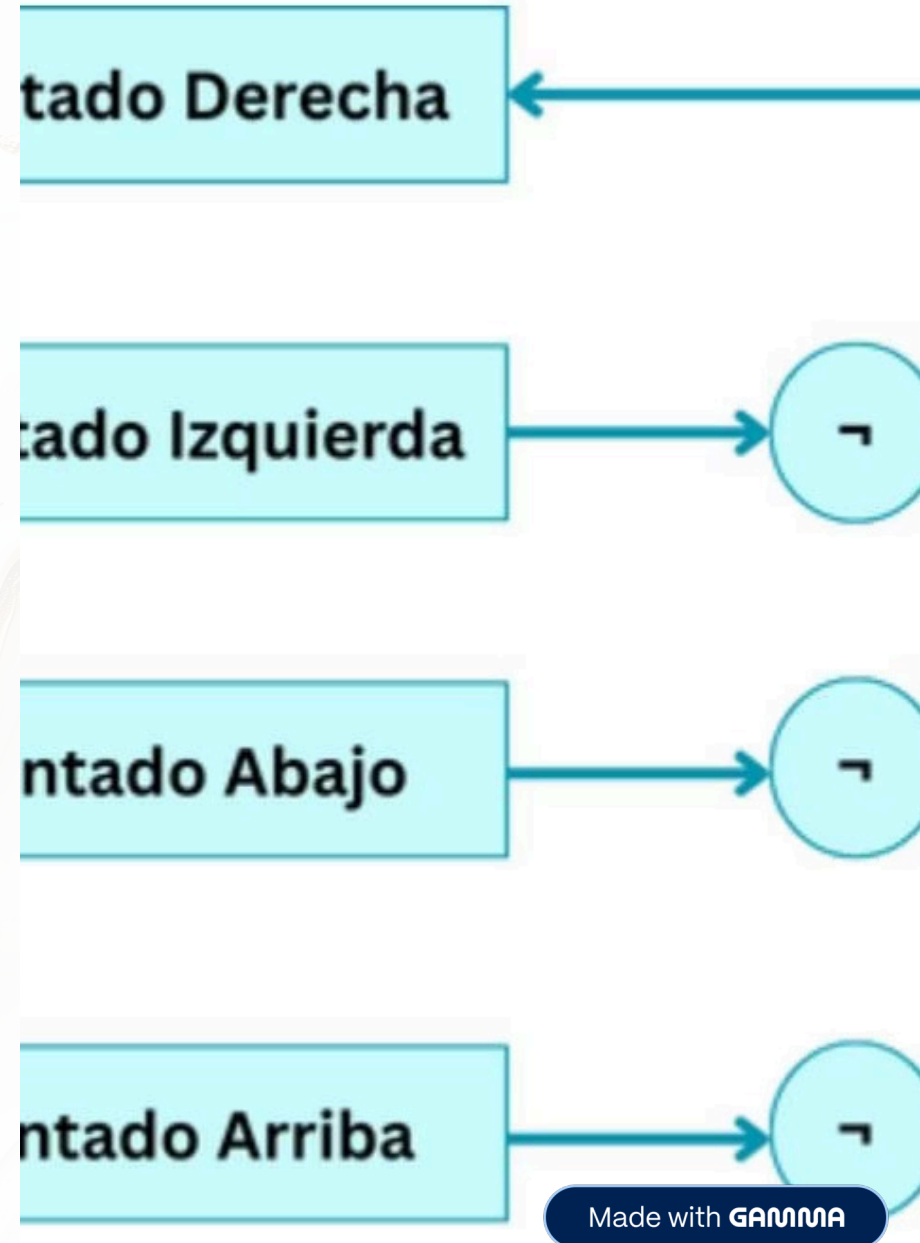 tado Derecha
tado Izquierda
¬
ntado Abajo
¬
ntado Arriba
¬
Made with GAMMA